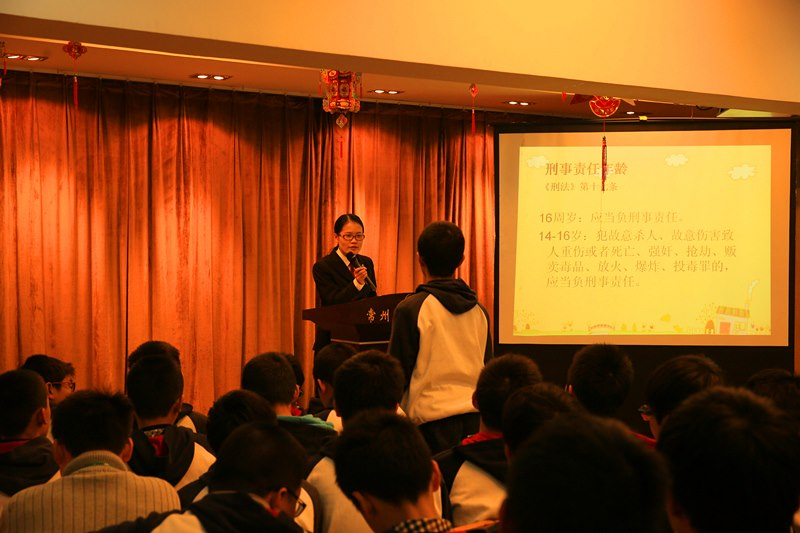 刑事责任年龄
《刑法》第十 条
16周岁：应当负刑事责任。
14-16岁：犯故意杀人、故意伤害致
人重伤或者死亡、强奸、抢劫、贩
卖毒品、放火、爆炸、投毒罪的，
应当负刑事责任。
常州